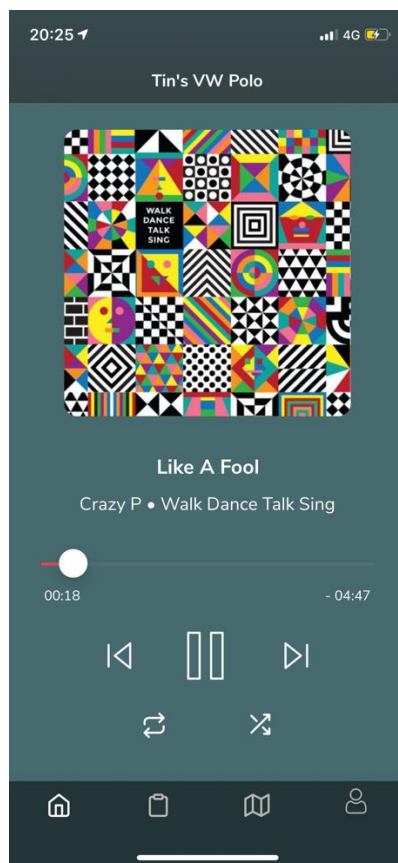 20:25
4G
Tin's VW Polo
WALK
DANCE
TALK
SING
Like A Fool
Crazy P • Walk Dance Talk Sing
00:18
- 04:47